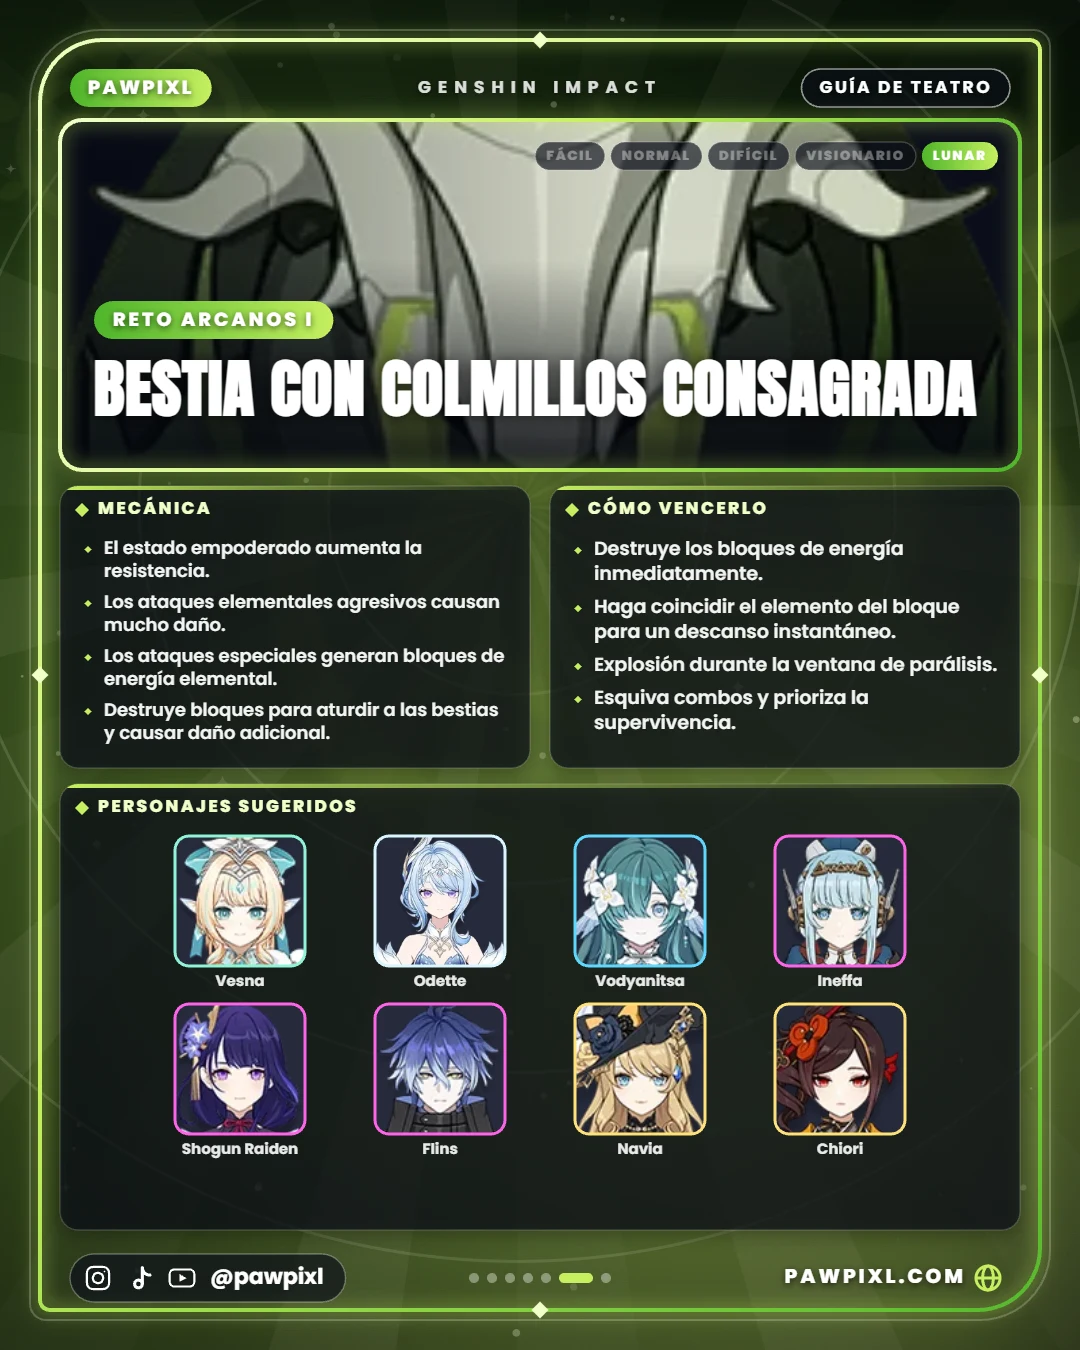 PAWPIXL
GENSHIN IMPACT
GUÍA DE TEATRO
FÁCIL
NORMAL
DIFÍCIL
VISIONARIO
LUNAR
RETO ARCANOS I
BESTIA CON COLMILLOS CONSAGRADA
MECÁNICA
El estado empoderado aumenta la
resistencia.
Los ataques elementales agresivos causan
mucho daño.
Los ataques especiales generan bloques de
energía elemental.
Destruye bloques para aturdir a las bestias
y causar daño adicional.
CÓMO VENCERLO
Destruye los bloques de energía
inmediatamente.
Haga coincidir el elemento del bloque
para un descanso instantáneo.
Explosión durante la ventana de parálisis.
Esquiva combos y prioriza la
supervivencia.
PERSONAJES SUGERIDOS
Vesna
Odette
Vodyanitsa
Ineffa
Shogun Raiden
Flins
Navia
Chiori
@pawpixl
PAWPIXL.COM